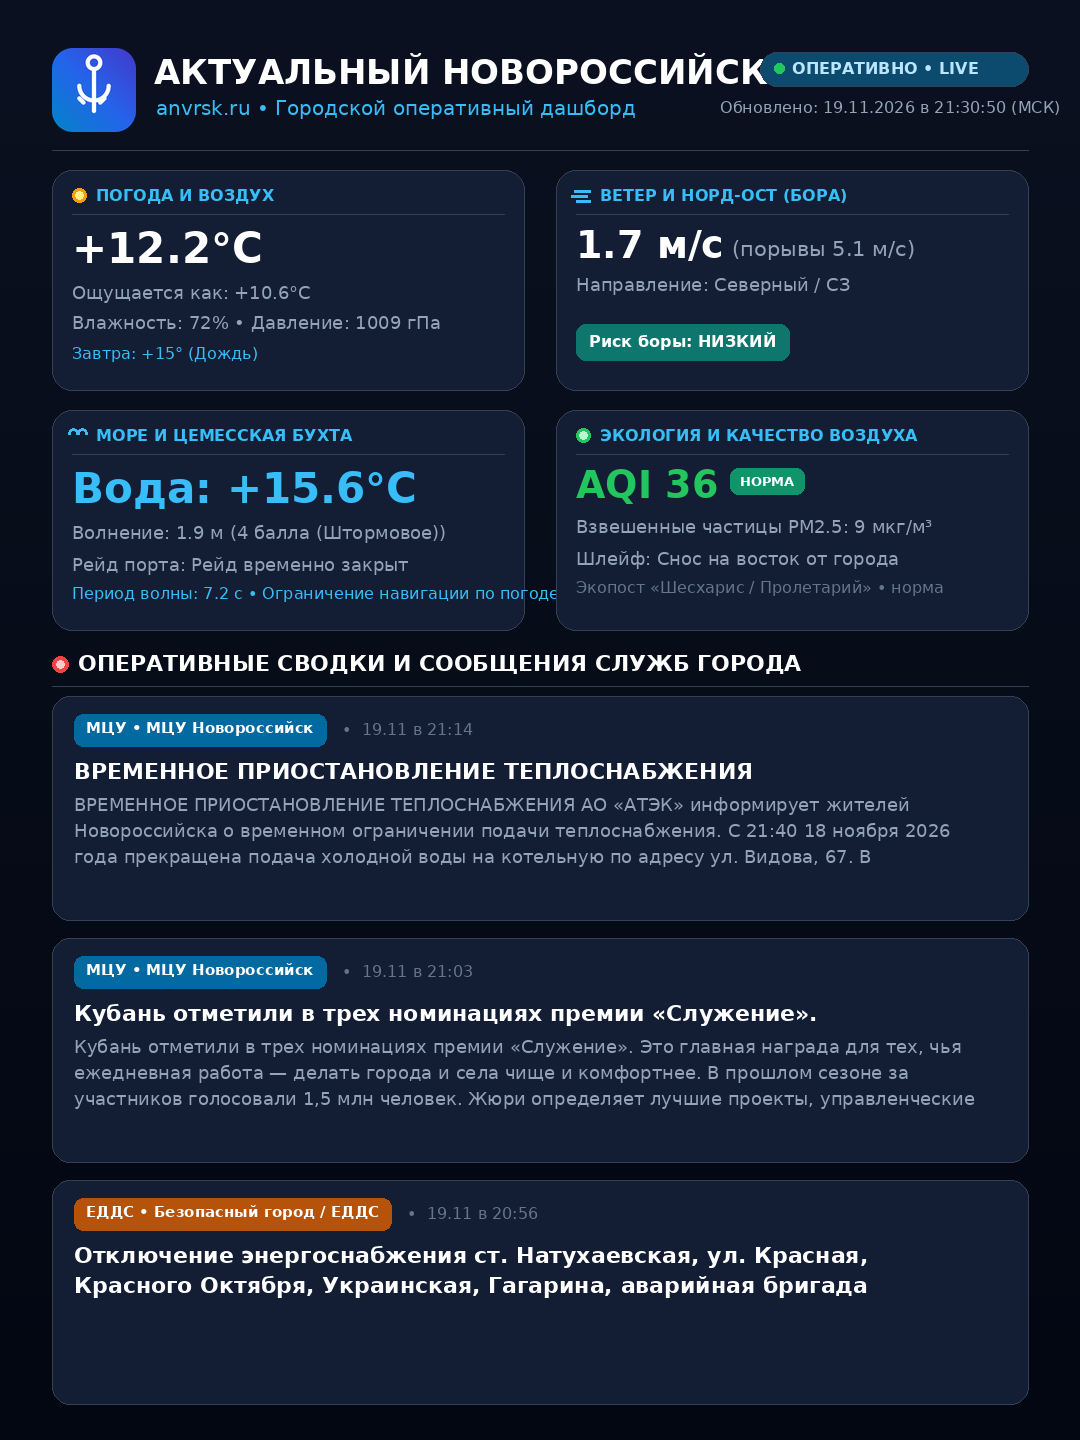 АКТУАЛЬНЫЙ НОВОРОССИЙСК
ОПЕРАТИВНО • LIVE
anvrsk.ru • Городской оперативный дашборд
Обновлено: 19.11.2026 в 21:30:50 (МСК)
ПОГОДА И ВОЗДУХ
+12.2°C
Ощущается как: +10.6°C
Влажность: 72% • Давление: 1009 гПа
Завтра: +15° (Дождь)
ВЕТЕР И НОРД-ОСТ (БОРА)
1.7 м/с (порывы 5.1 м/с)
Направление: Северный / СЗ
Риск боры: НИЗКИЙ
МОРЕ И ЦЕМЕССКАЯ БУХТА
Вода: +15.6°C
Волнение: 1.9 м (4 балла (Штормовое))
Рейд порта: Рейд временно закрыт
Период волны: 7.2 с • Ограничение навигации по погоде
ЭКОЛОГИЯ И КАЧЕСТВО ВОЗДУХА
AQI 36 НОРМА
Взвешенные частицы PM2.5: 9 мкг/м³
Шлейф: Снос на восток от города
Экопост «Шесхарис / Пролетарий» • норма
ОПЕРАТИВНЫЕ СВОДКИ И СООБЩЕНИЯ СЛУЖБ ГОРОДА
МЦУ • МЦУ Новороссийск • 19.11 в 21:14
ВРЕМЕННОЕ ПРИОСТАНОВЛЕНИЕ ТЕПЛОСНАБЖЕНИЯ
ВРЕМЕННОЕ ПРИОСТАНОВЛЕНИЕ ТЕПЛОСНАБЖЕНИЯ АО «АТЭК» информирует жителей
Новороссийска о временном ограничении подачи теплоснабжения. С 21:40 18 ноября 2026
года прекращена подача холодной воды на котельную по адресу ул. Видова, 67. В
МЦУ • МЦУ Новороссийск • 19.11 в 21:03
Кубань отметили в трех номинациях премии «Служение».
Кубань отметили в трех номинациях премии «Служение». Это главная награда для тех, чья
ежедневная работа — делать города и села чище и комфортнее. В прошлом сезоне за
участников голосовали 1,5 млн человек. Жюри определяет лучшие проекты, управленческие
ЕДДС • Безопасный город / ЕДДС • 19.11 в 20:56
Отключение энергоснабжения ст. Натухаевская, ул. Красная,
Красного Октября, Украинская, Гагарина, аварийная бригада